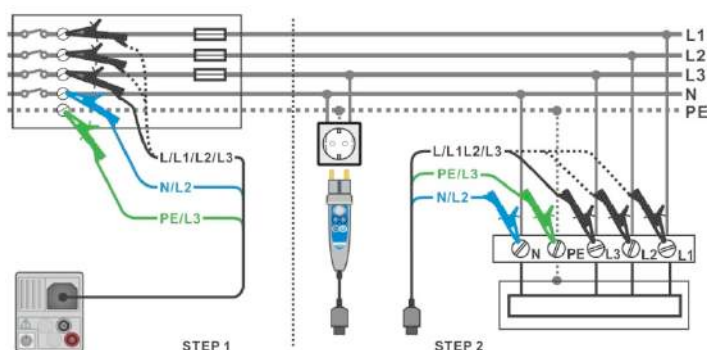 L1
L2
L3
N
PE
L/L1/L2/L3
N/L2
PE/L3
STEP 1
L/L1L2/L3
PE/L3
N/L2
N PE L3 L2 L1
STEP 2